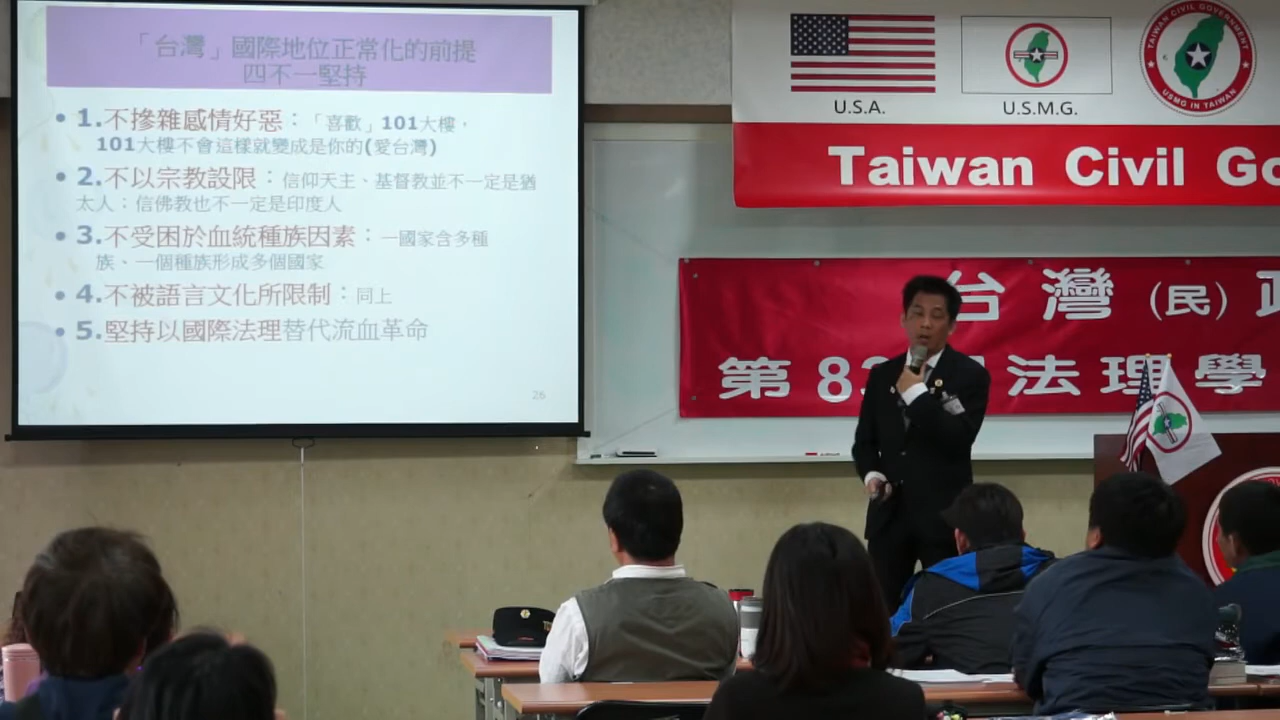 「台灣」國際地位正常化的前提
四不一堅持
• 1.不摻雜感情好惡：「喜歡」101大樓，
101大樓不會這樣就變成是你的(愛台灣)
• 2.不以宗教設限：信仰天主、基督教並不一定是猶
太人；信佛教也不一定是印度人
• 3.不受困於血統種族因素：一國家含多種
族、一個種族形成多個國家
• 4.不被語言文化所限制：同上
• 5.堅持以國際法理替代流血革命
26
U.S.A.
U.S.M.G.
TAIWAN CIVIL GOVERNMENT
USMG IN TAIWAN
Taiwan Civil Go
台灣(民)政
第 8 法理學